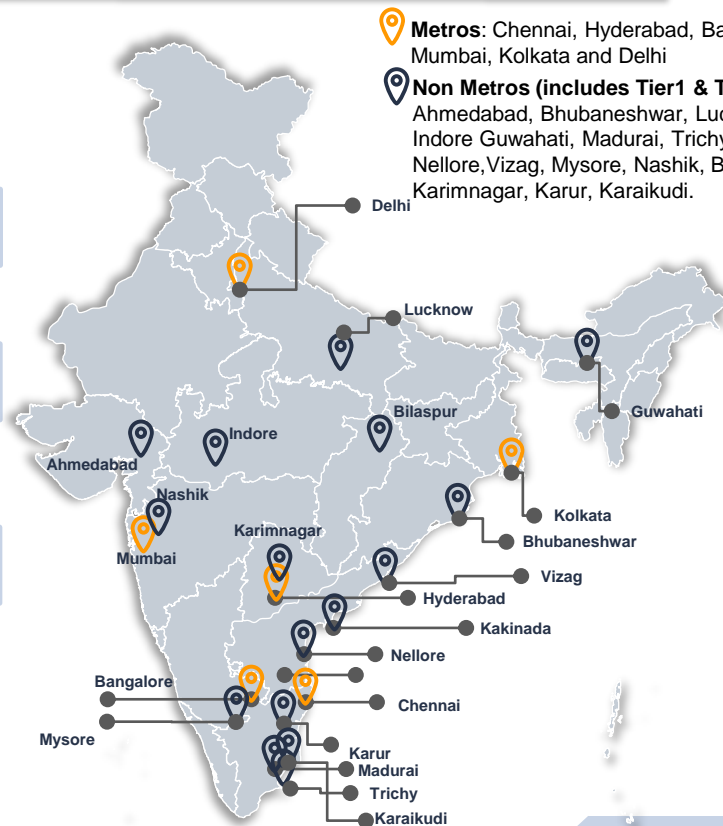 Metros: Chennai, Hyderabad, Ba
Mumbai, Kolkata and Delhi
Non Metros (includes Tier1 & T
Ahmedabad, Bhubaneshwar, Luc
Indore Guwahati, Madurai, Trichy
Nellore,Vizag, Mysore, Nashik, B
Karimnagar, Karur, Karaikudi.
Delhi
Lucknow
Bilaspur
Guwahati
Indore
Ahmedabad
Nashik
Kolkata
Karimnagar
Bhubaneshwar
Mumbai
Vizag
Hyderabad
Kakinada
Nellore
Bangalore
Chennai
Mysore
Karur
Madurai
Trichy
Karaikudi